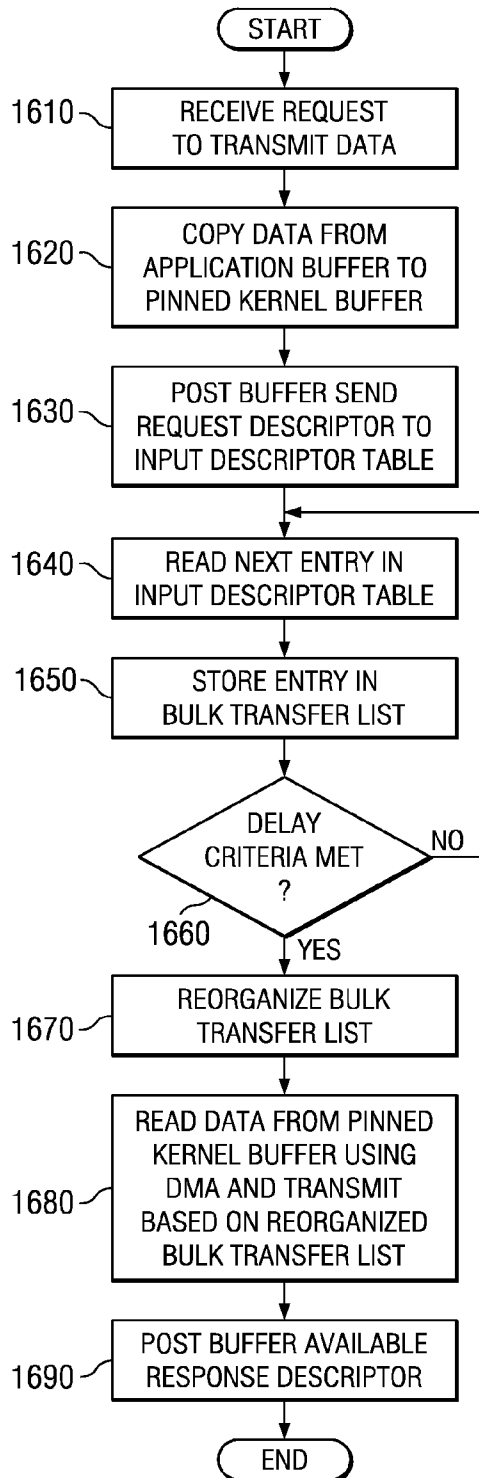 START
1610
RECEIVE REQUEST
TO TRANSMIT DATA
1620
COPY DATA FROM
APPLICATION BUFFER TO
PINNED KERNEL BUFFER
1630
POST BUFFER SEND
REQUEST DESCRIPTOR TO
INPUT DESCRIPTOR TABLE
1640
READ NEXT ENTRY IN
INPUT DESCRIPTOR TABLE
1650
STORE ENTRY IN
BULK TRANSFER LIST
DELAY
CRITERIA MET
?
NO
1660
YES
1670
REORGANIZE BULK
TRANSFER LIST
1680
READ DATA FROM PINNED
KERNEL BUFFER USING
DMA AND TRANSMIT
BASED ON REORGANIZED
BULK TRANSFER LIST
1690
POST BUFFER AVAILABLE
RESPONSE DESCRIPTOR
END